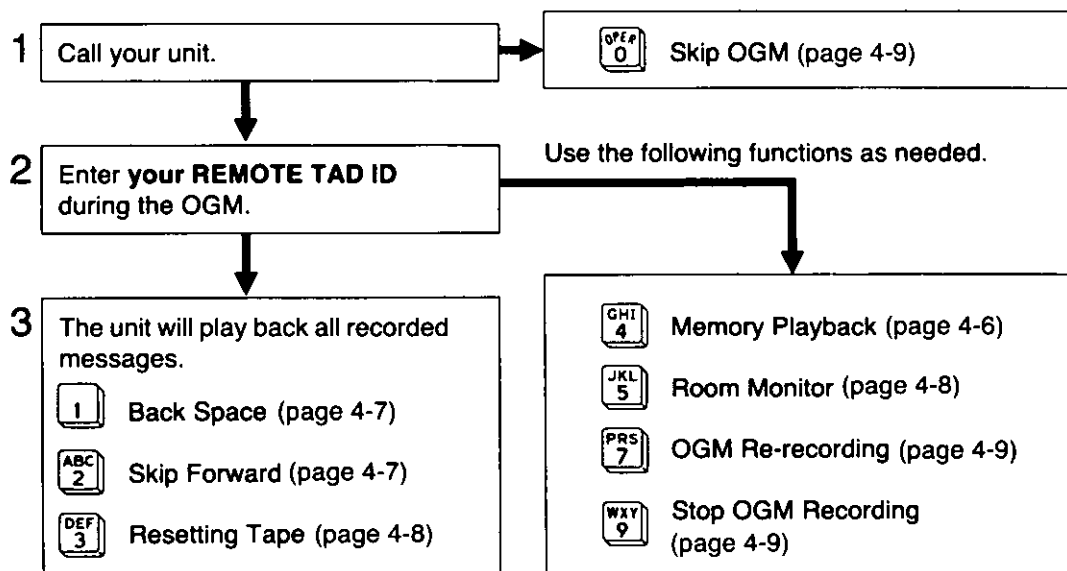 1 Call your unit.
OPER 0 Skip OGM (page 4-9)
2 Enter your REMOTE TAD ID
during the OGM.
Use the following functions as needed.
3 The unit will play back all recorded
messages.
1 Back Space (page 4-7)
ABC 2 Skip Forward (page 4-7)
DEF 3 Resetting Tape (page 4-8)
GHI 4 Memory Playback (page 4-6)
JKL 5 Room Monitor (page 4-8)
PRS 7 OGM Re-recording (page 4-9)
WXY 9 Stop OGM Recording
(page 4-9)